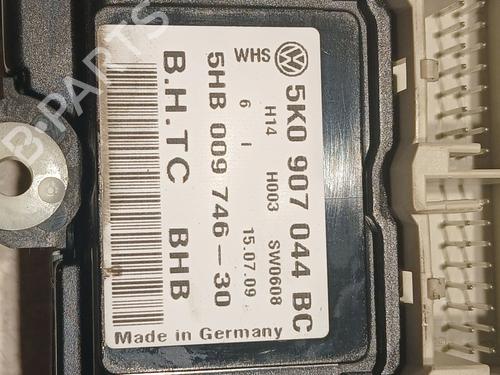 WHS 5K0 907 044 BC
H14 H003 SW0608
6 I 15.07.09
5HB 009 746-30
B.H.TC BHB
Made in Germany